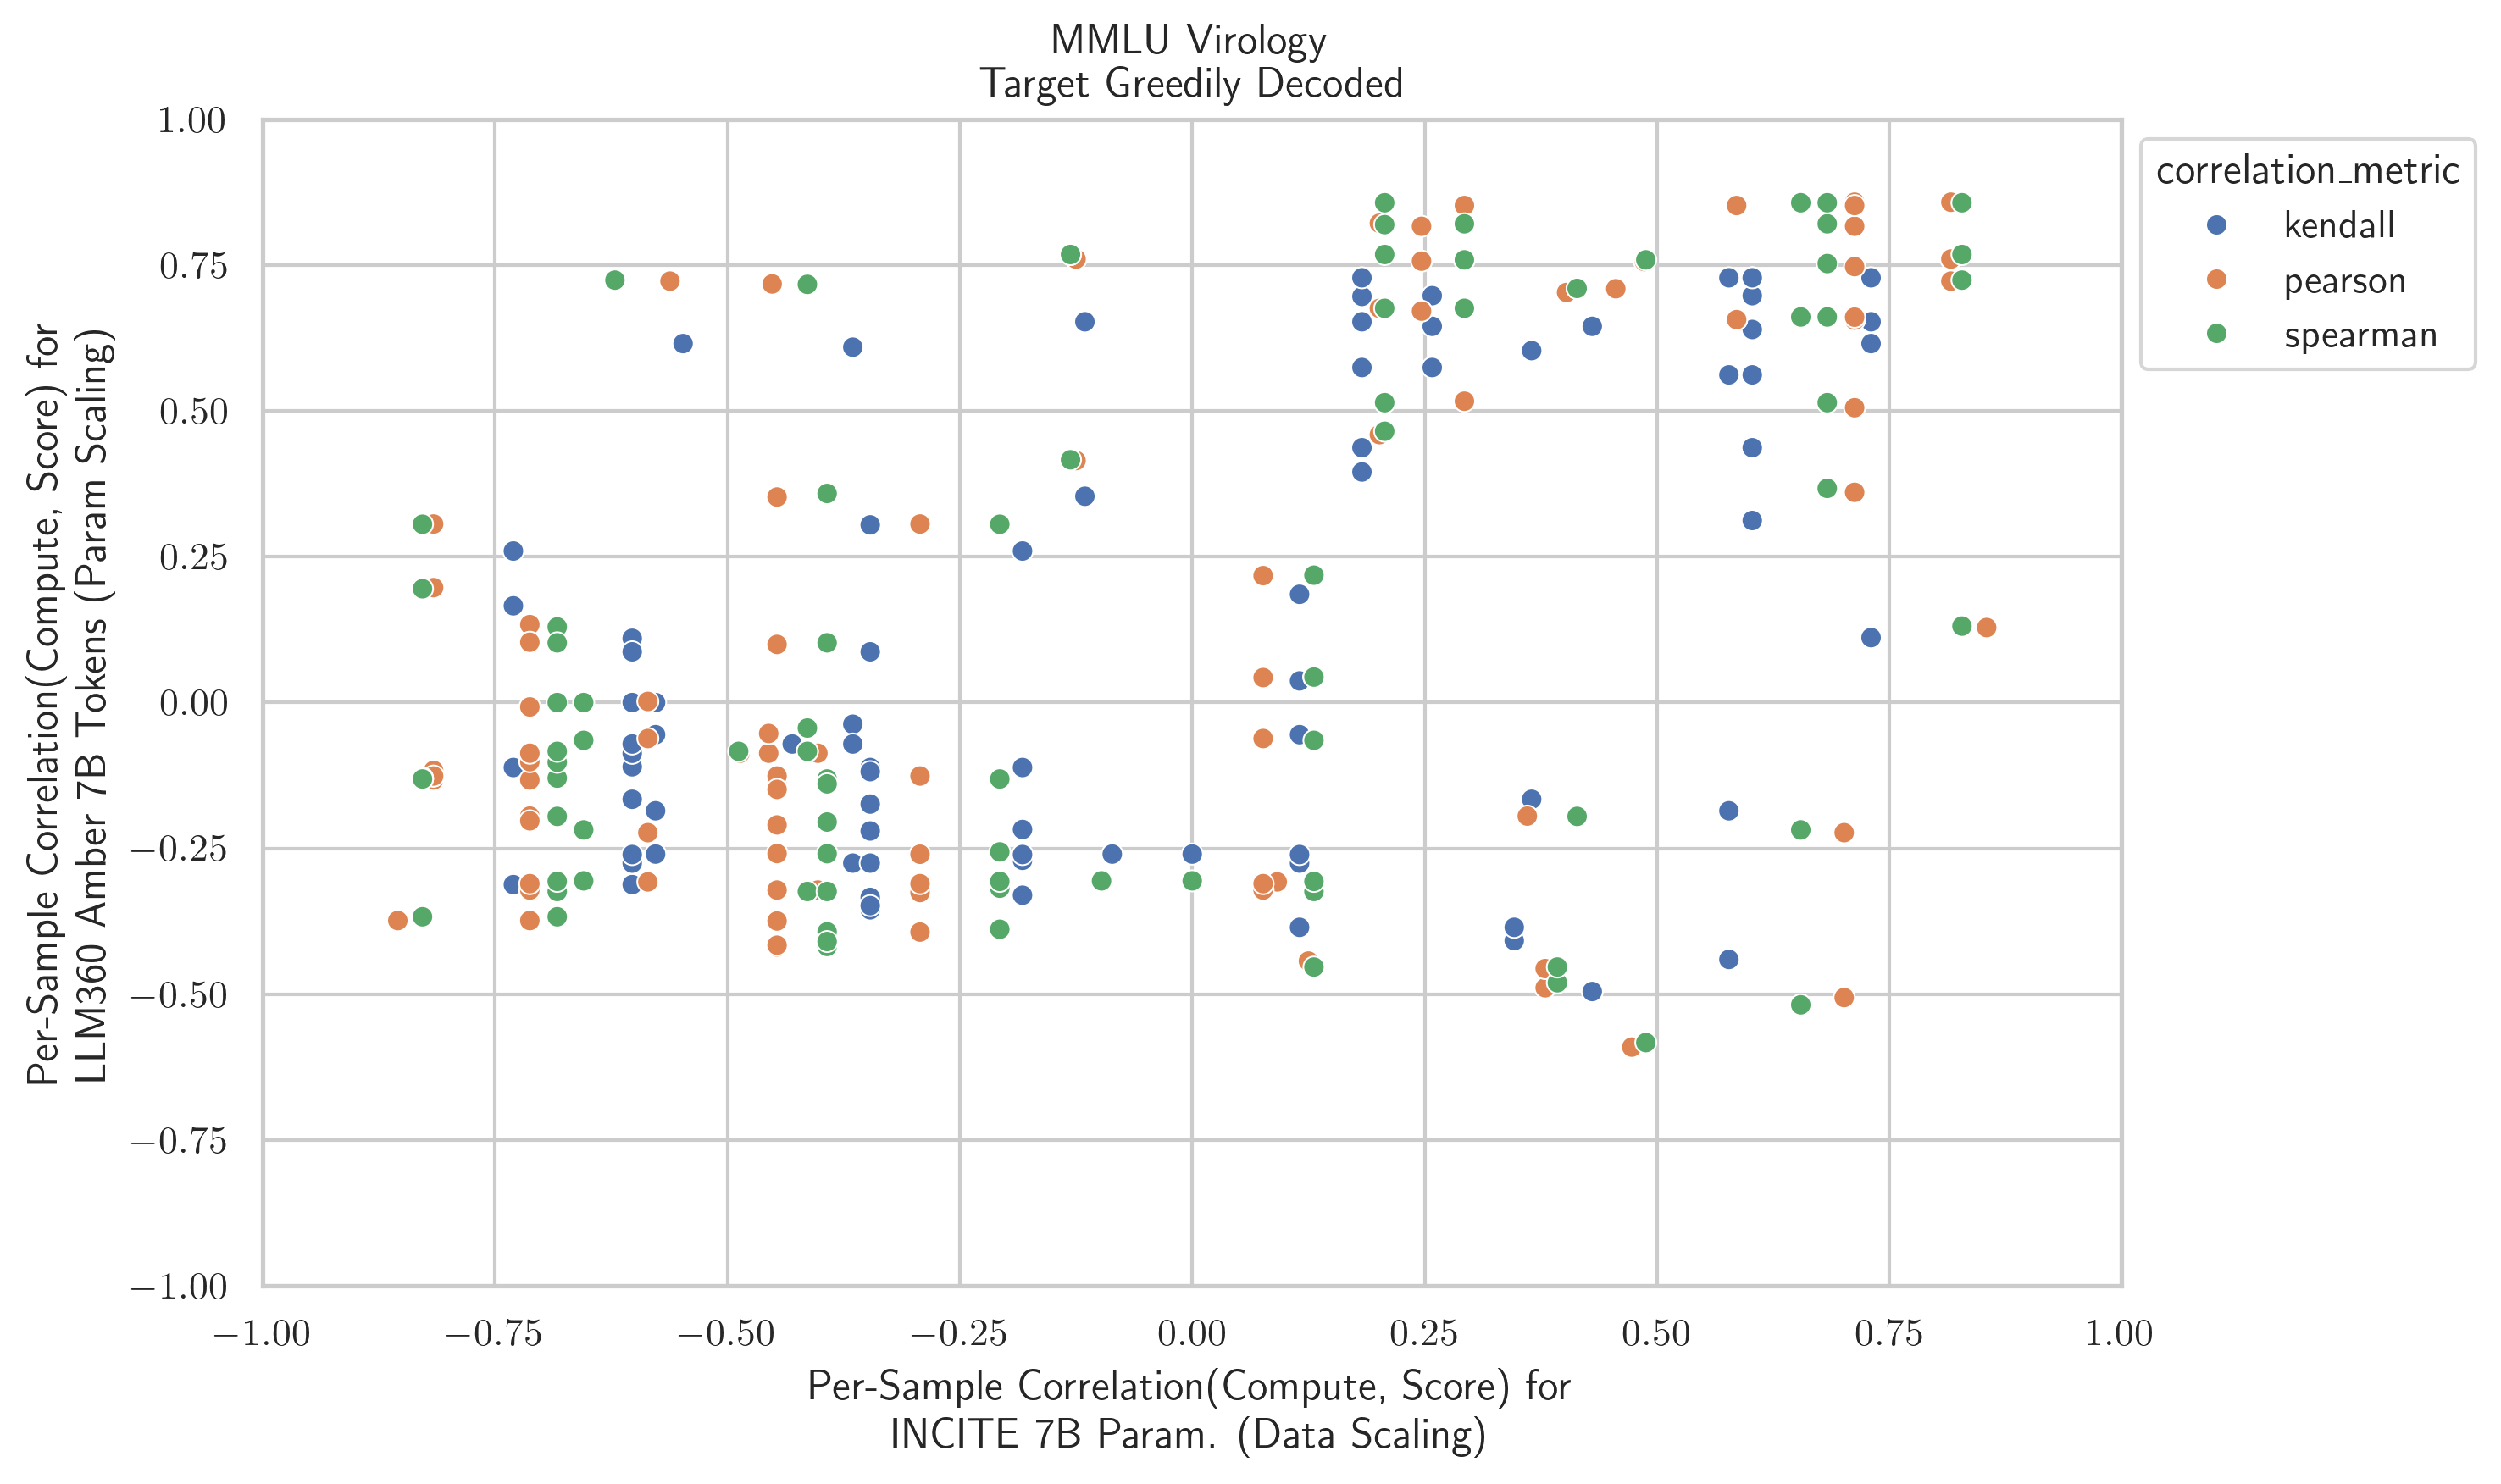 MMLU Virology
Target Greedily Decoded
1.00
0.75
0.50
0.25
0.00
−0.25
−0.50
−0.75
−1.00
Per-Sample Correlation(Compute, Score) for
LLM360 Amber 7B Tokens (Param Scaling)
correlation_metric
kendall
pearson
spearman
−1.00 −0.75 −0.50 −0.25 0.00 0.25 0.50 0.75 1.00
Per-Sample Correlation(Compute, Score) for
INCITE 7B Param. (Data Scaling)